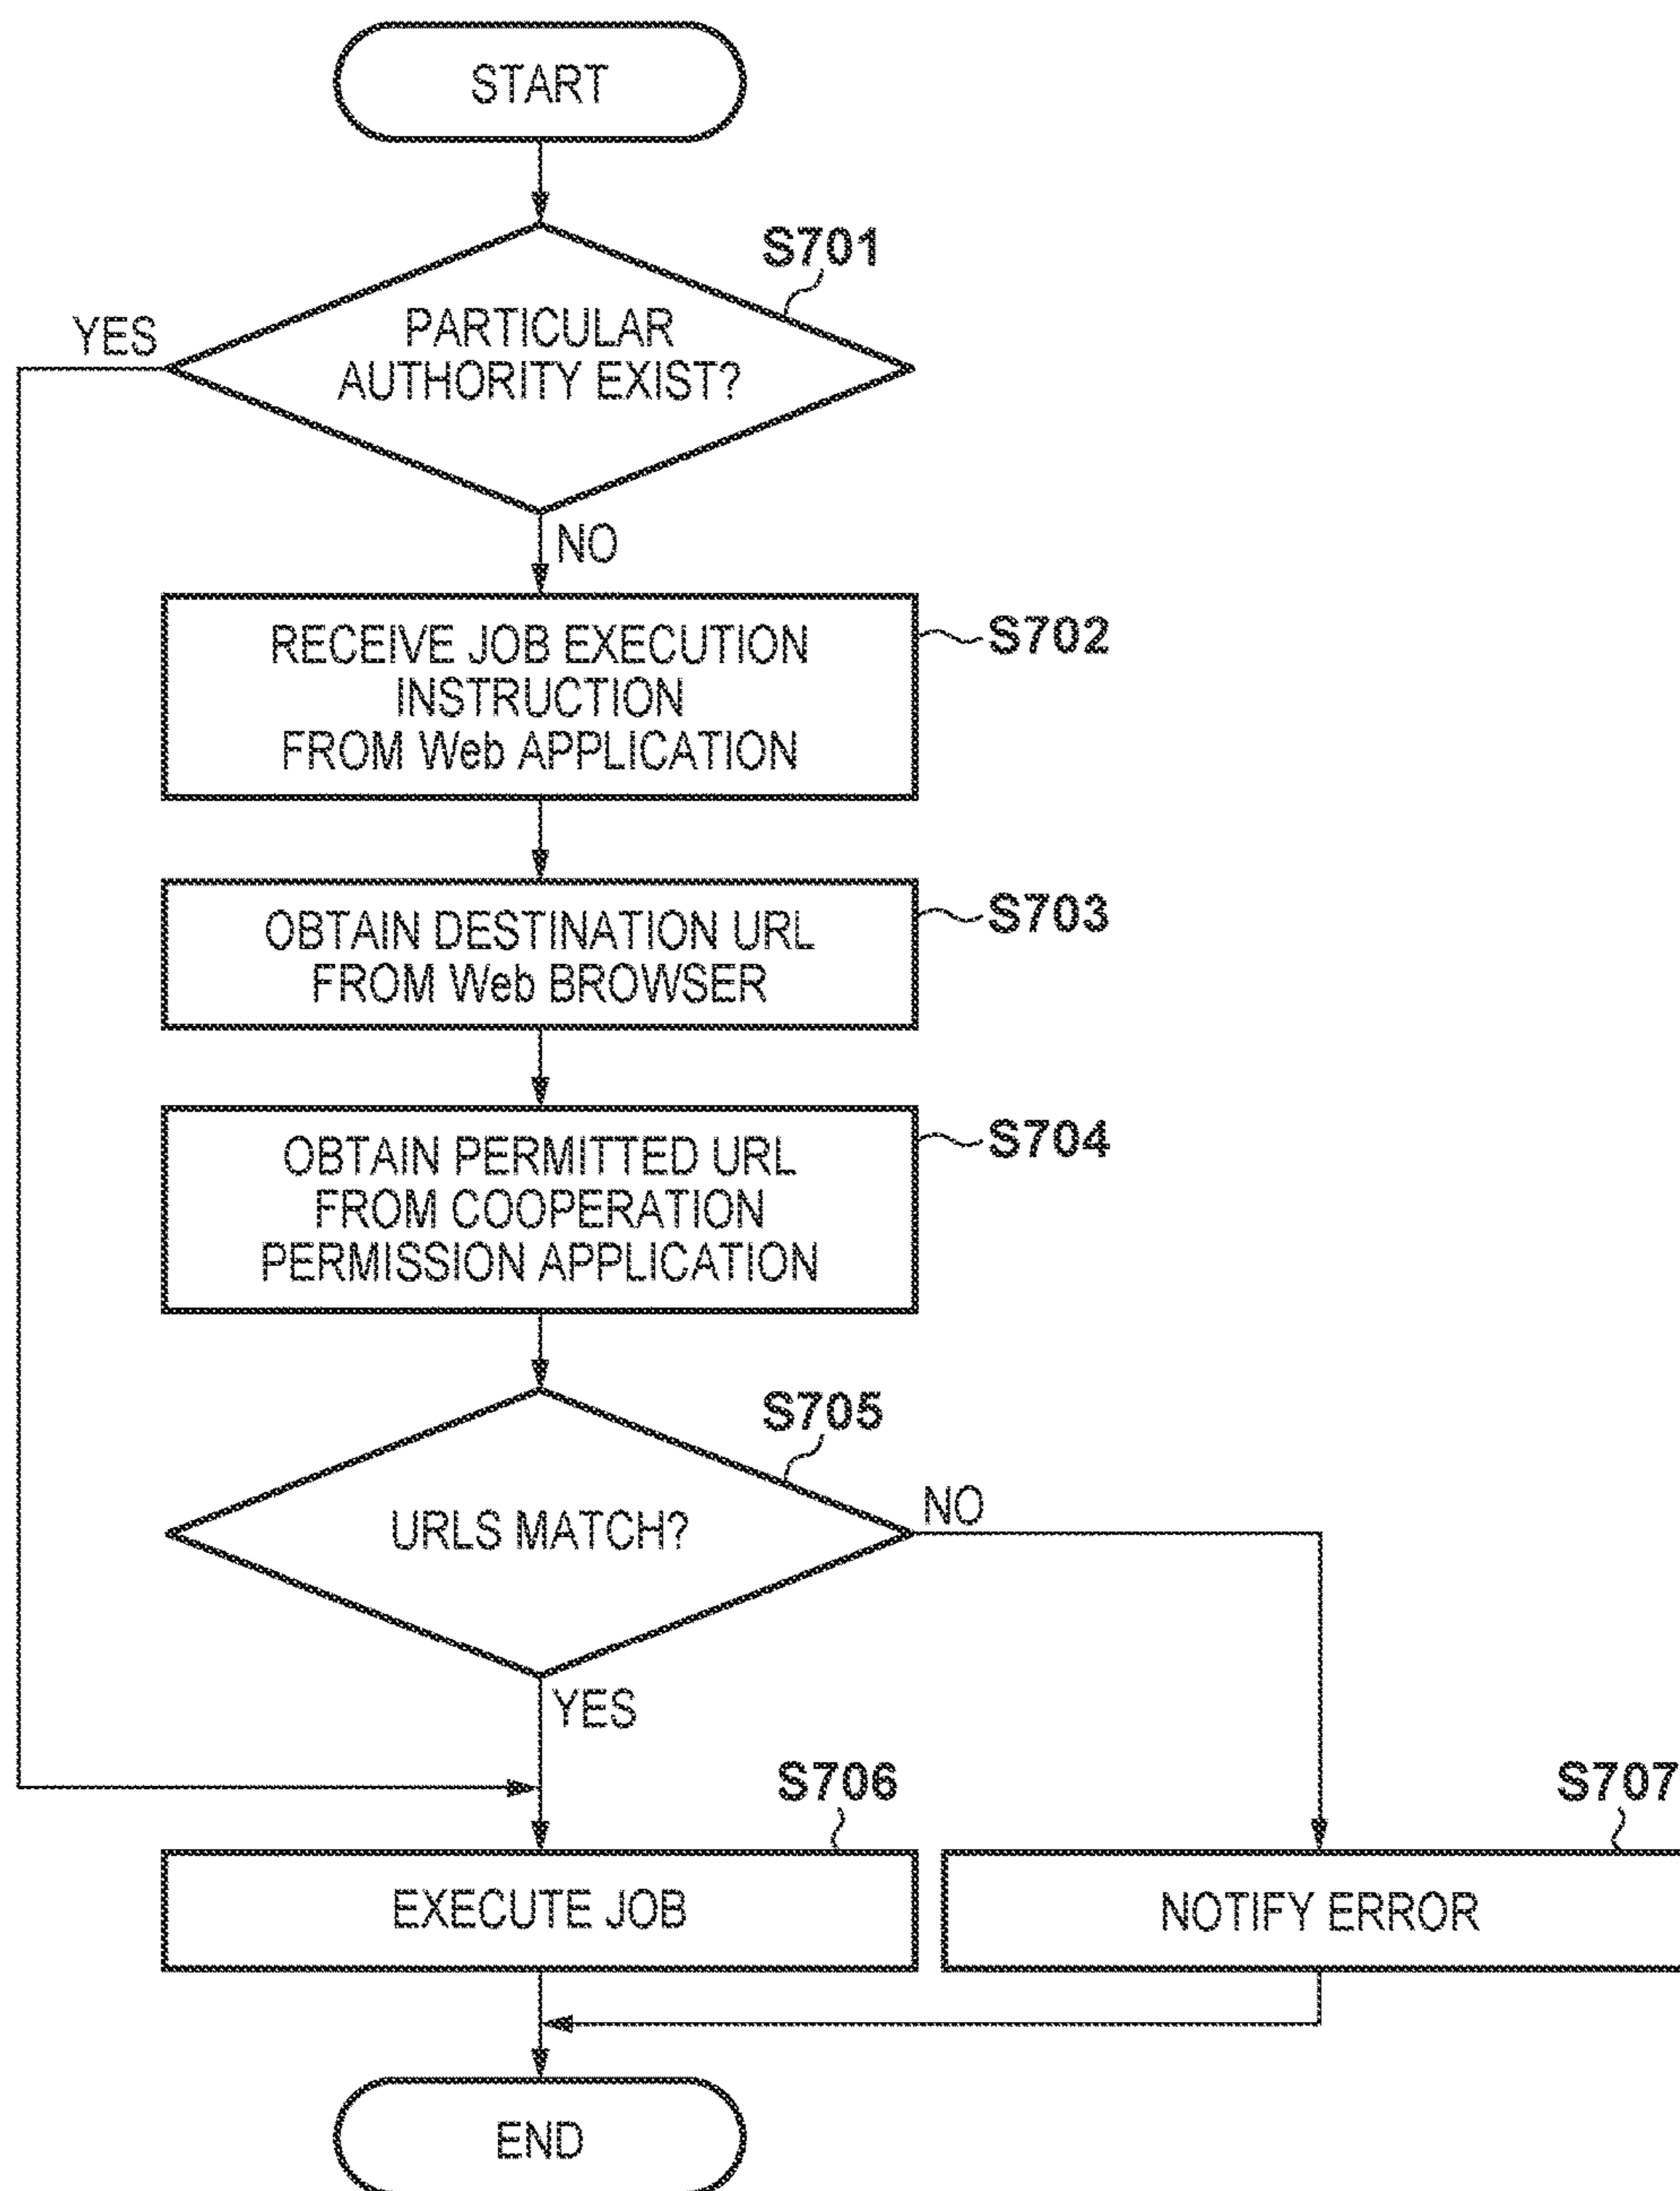 START
S701
PARTICULAR
AUTHORITY EXIST?
YES
NO
RECEIVE JOB EXECUTION
INSTRUCTION
FROM Web APPLICATION
S702
OBTAIN DESTINATION URL
FROM Web BROWSER
S703
OBTAIN PERMITTED URL
FROM COOPERATION
PERMISSION APPLICATION
S704
S705
URLS MATCH?
NO
YES
S706
S707
EXECUTE JOB
NOTIFY ERROR
END